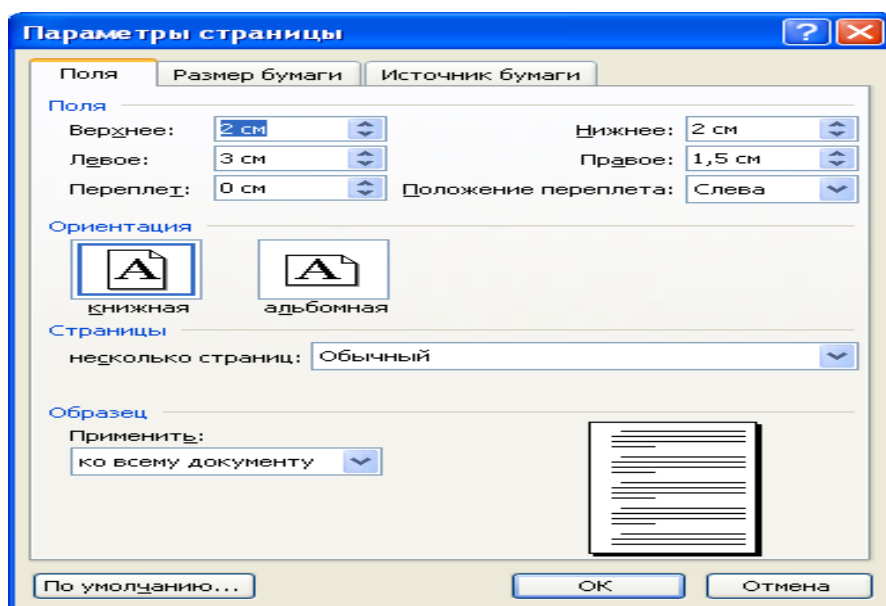 Параметры страницы
Поля Размер бумаги Источник бумаги
Поля
Верхнее: 2 см Нижнее: 2 см
Левое: 3 см Правое: 1,5 см
Переплет: 0 см Положение переплета: Слева
Ориентация
A A
книжная альбомная
Страницы
несколько страниц: Обычный
Образец
Применить:
ко всему документу
По умолчанию... ОК Отмена